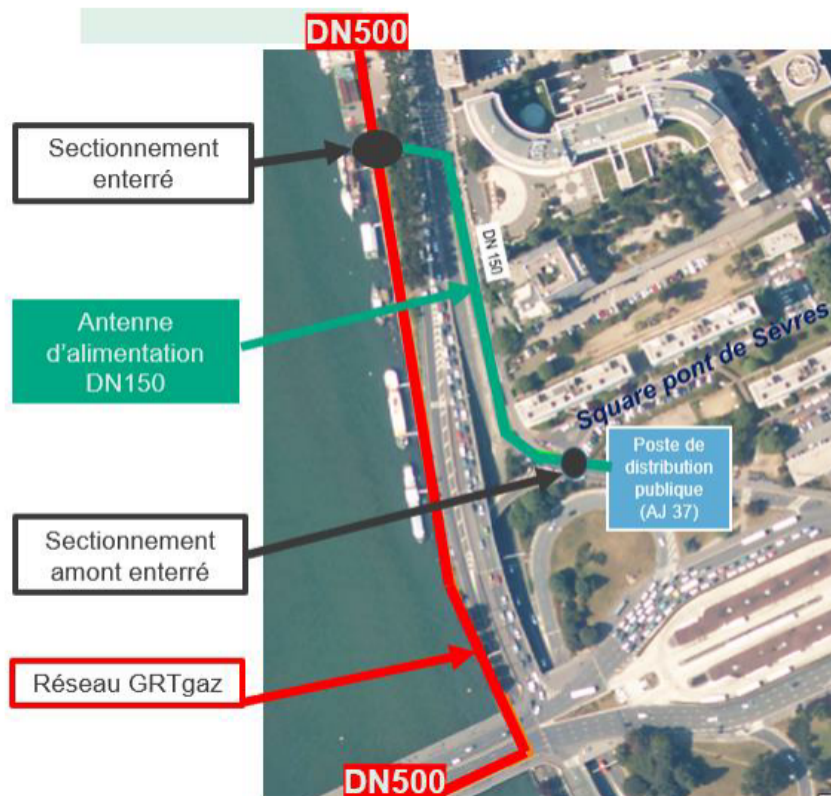 DN500
Sectionnement
enterré
DN 150
Antenne
d'alimentation
DN150
Square pont de Sèvres
Poste de
distribution
publique
(AJ 37)
Sectionnement
amont enterré
Réseau GRTgaz
DN500